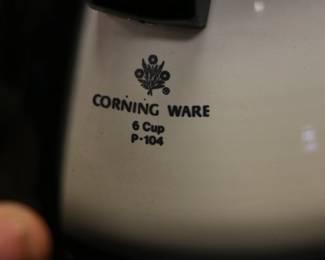 ®
CORNING WARE
6 Cup
P-104